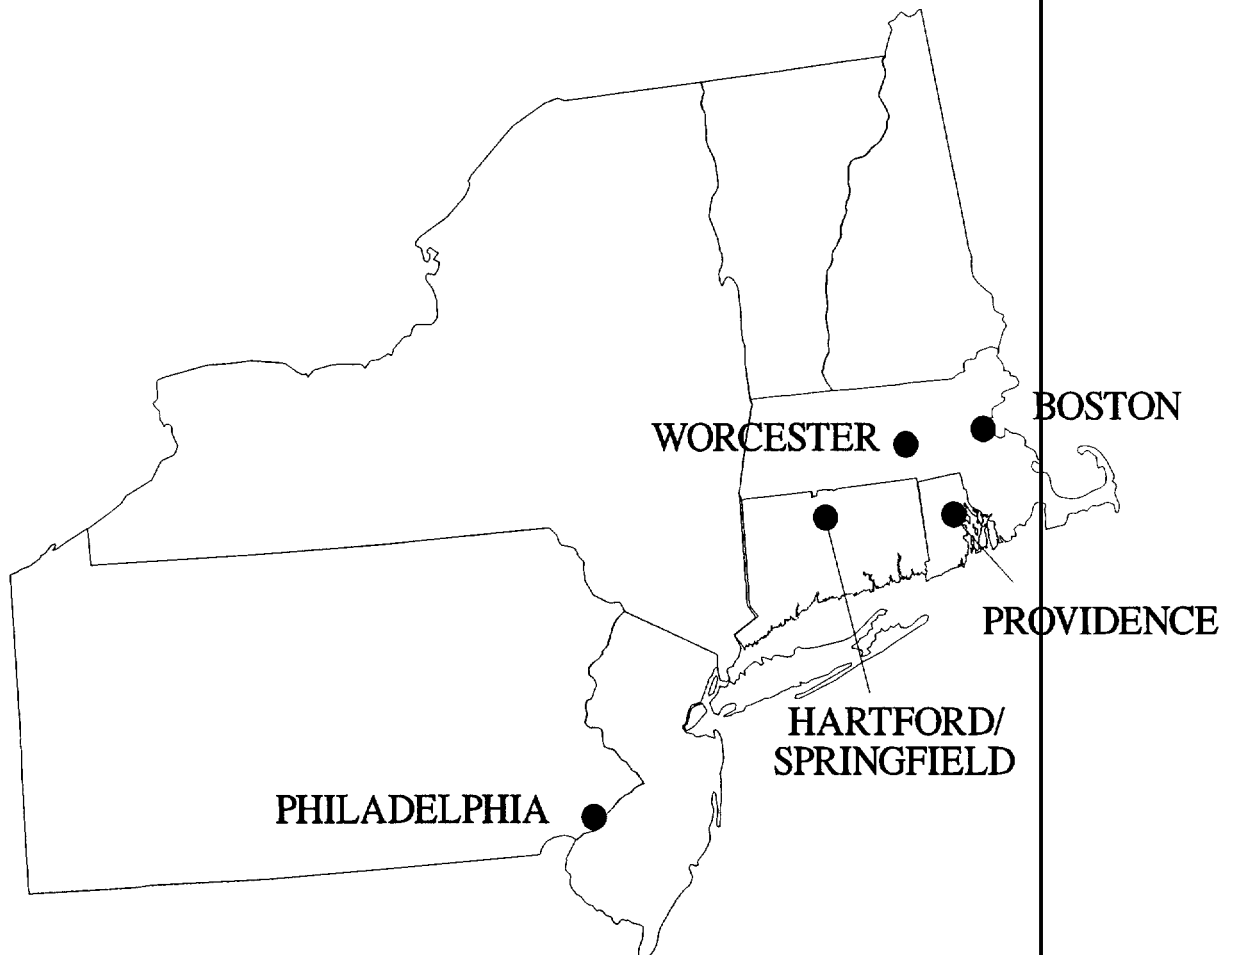 BOSTON
WORCESTER
PROVIDENCE
HARTFORD/
SPRINGFIELD
PHILADELPHIA